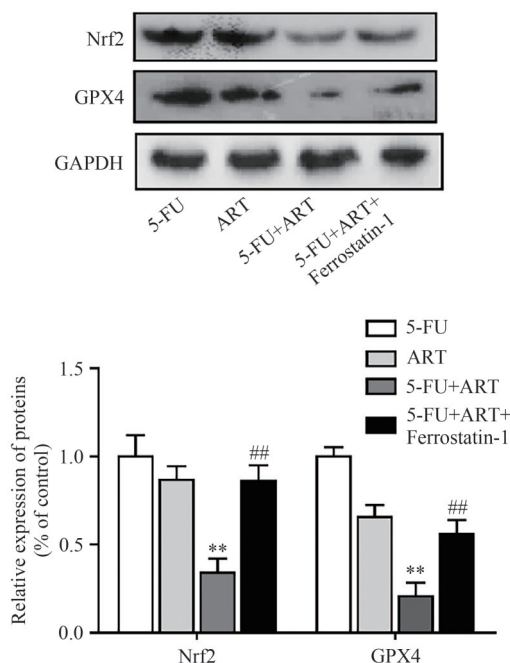 Nrf2
GPX4
GAPDH
5-FU
ART
5-FU+ART
5-FU+ART+
Ferrostatin-1
5-FU
ART
5-FU+ART
5-FU+ART+
Ferrostatin-1
Relative expression of proteins
(% of control)
1.5
1.0
0.5
0.0
**
##
**
##
Nrf2
GPX4